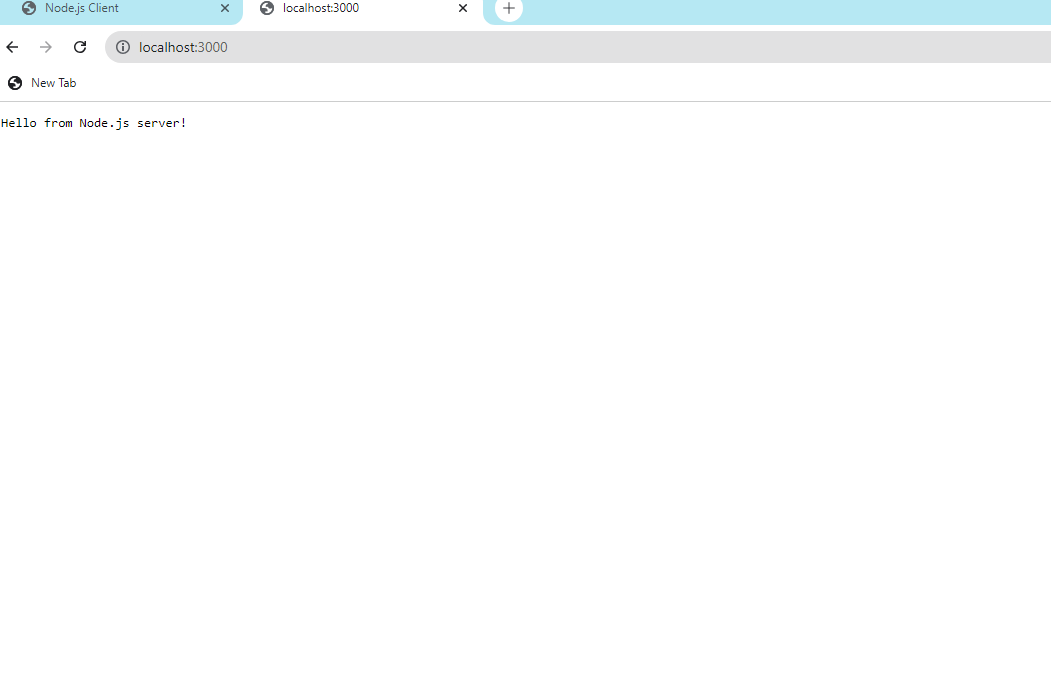 Node.js Client
localhost:3000
localhost:3000
New Tab
Hello from Node.js server!